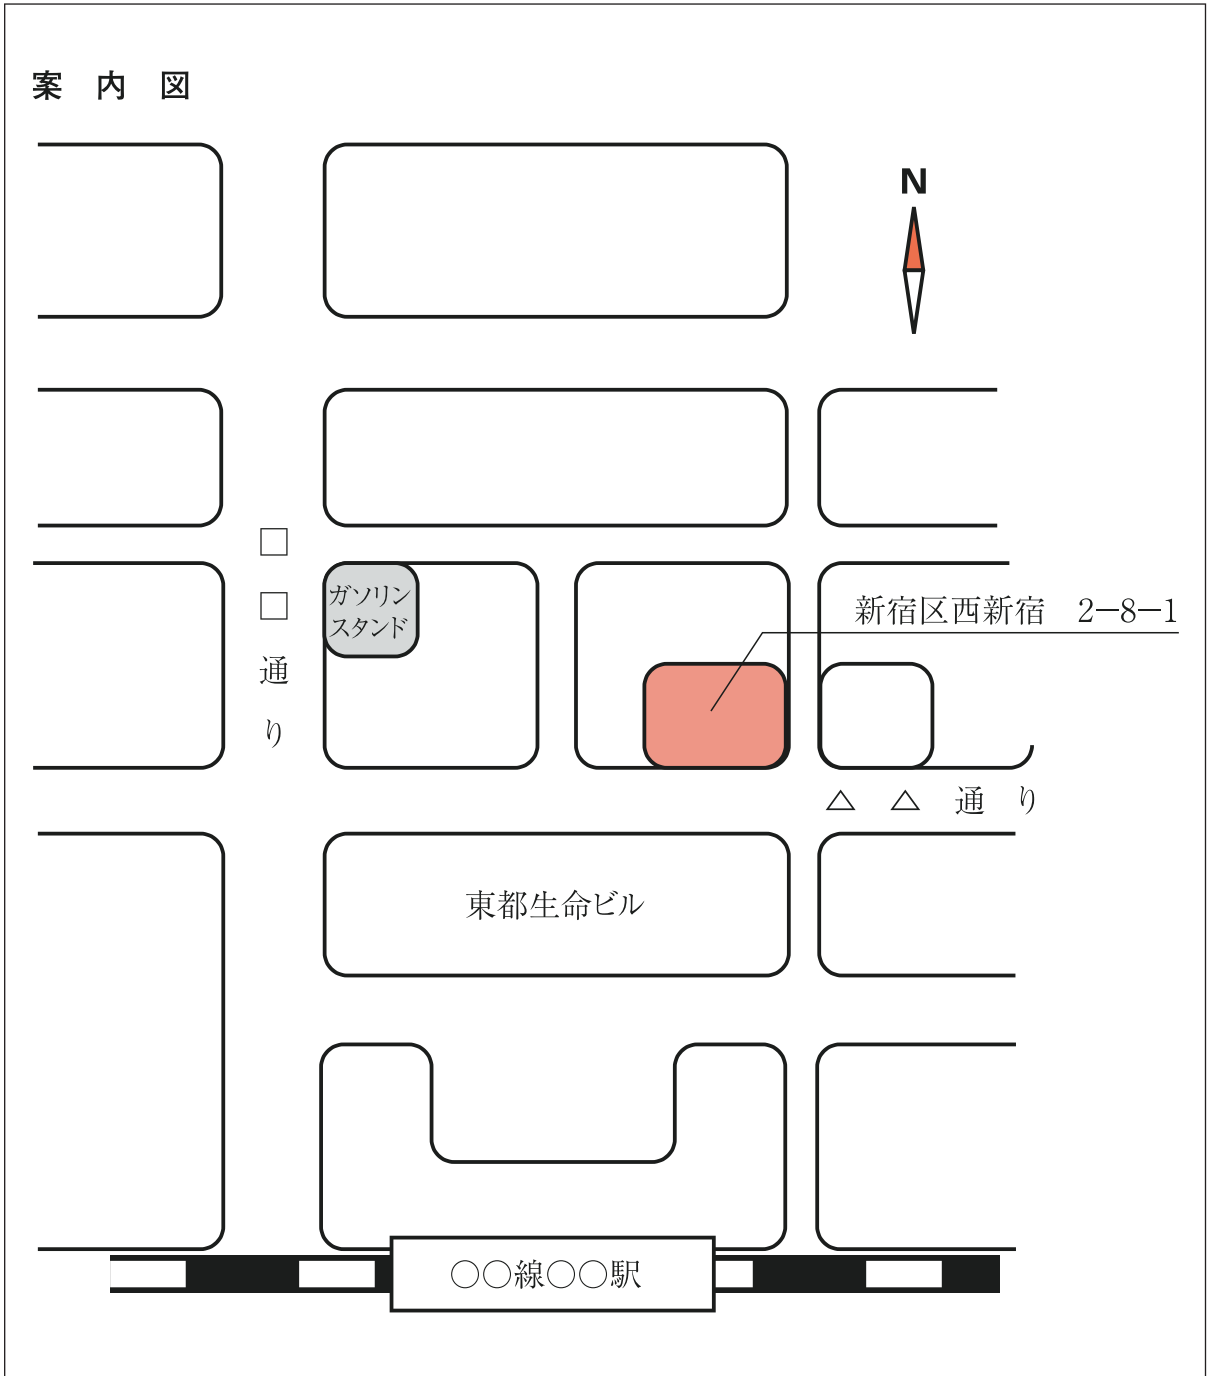 案 内 図
N
□□通り
ガソリン
スタンド
新宿区西新宿 2-8-1
△ △ 通 り
東都生命ビル
○○線○○駅